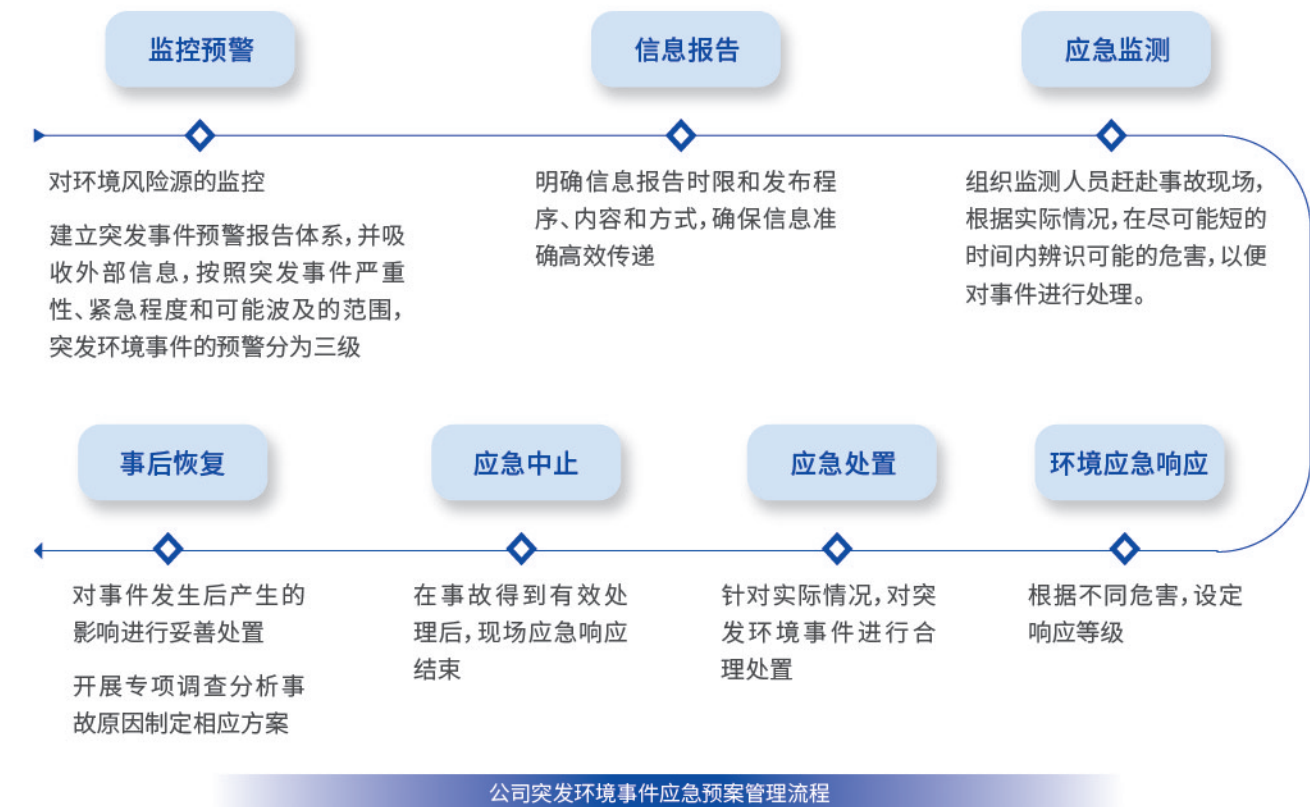 监控预警
对环境风险源的监控
建立突发事件预警报告体系,并吸
收外部信息,按照突发事件严重
性、紧急程度和可能波及的范围,
突发环境事件的预警分为三级
信息报告
明确信息报告时限和发布程
序、内容和方式,确保信息准
确高效传递
应急监测
组织监测人员赶赴事故现场,
根据实际情况,在尽可能短的
时间内辨识可能的危害,以便
对事件进行处理。
环境应急响应
根据不同危害,设定
响应等级
应急处置
针对实际情况,对突
发环境事件进行合
理处置
应急中止
在事故得到有效处
理后,现场应急响应
结束
事后恢复
对事件发生后产生的
影响进行妥善处置
开展专项调查分析事
故原因制定相应方案
公司突发环境事件应急预案管理流程